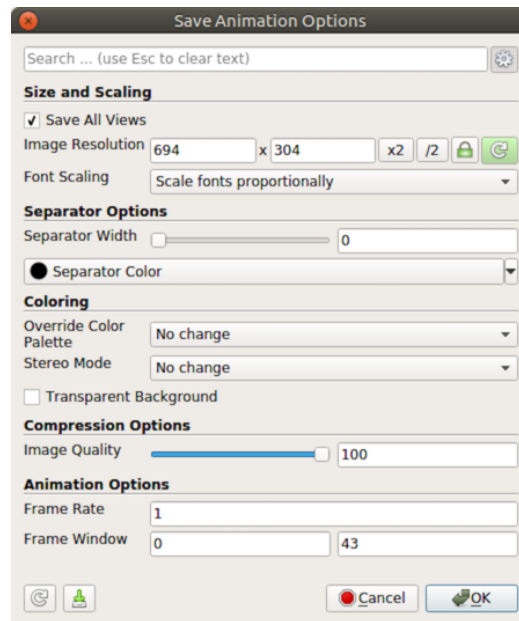 Save Animation Options
Search ... (use Esc to clear text)
Size and Scaling
Save All Views
Image Resolution 694 x 304 x2 /2
Font Scaling Scale fonts proportionally
Separator Options
Separator Width 0
Separator Color
Coloring
Override Color
Palette No change
Stereo Mode No change
Transparent Background
Compression Options
Image Quality 100
Animation Options
Frame Rate 1
Frame Window 0 43
Cancel OK